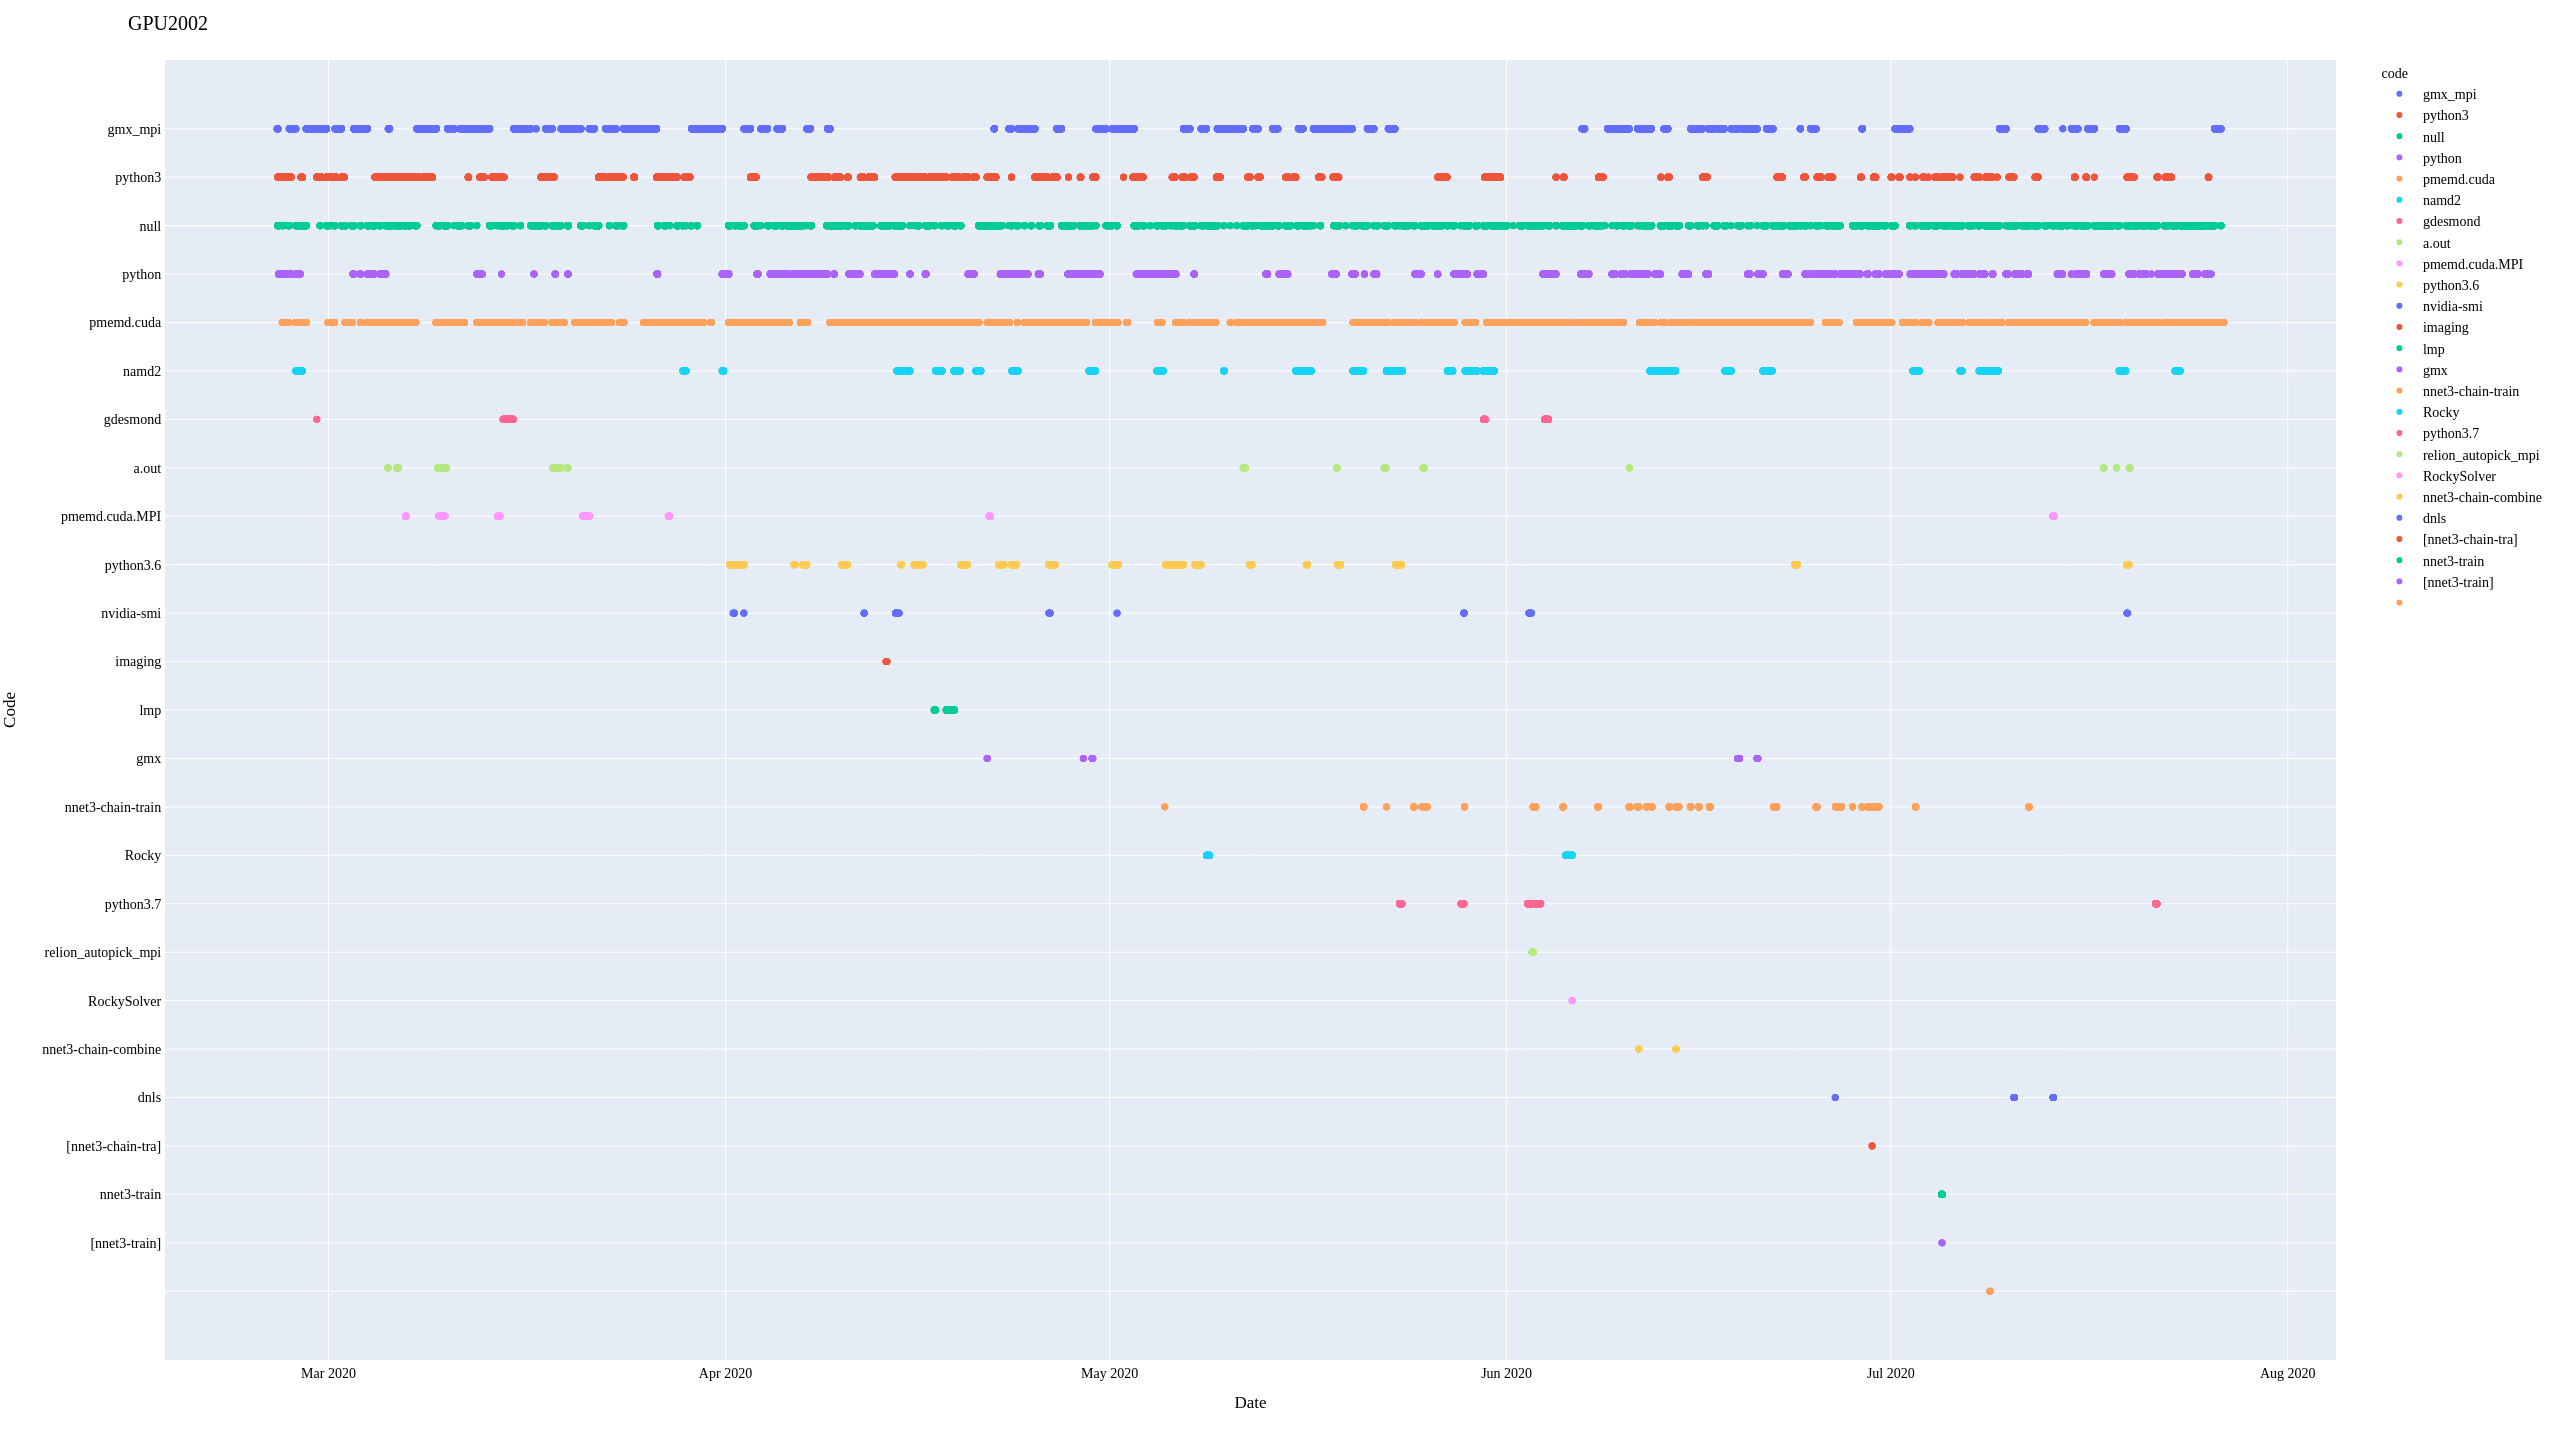 GPU2002
gmx_mpi
python3
null
python
pmemd.cuda
namd2
gdesmond
a.out
pmemd.cuda.MPI
python3.6
nvidia-smi
imaging
lmp
gmx
nnet3-chain-train
Rocky
python3.7
relion_autopick_mpi
RockySolver
nnet3-chain-combine
dnls
[nnet3-chain-tra]
nnet3-train
[nnet3-train]
Code
Mar 2020
Apr 2020
May 2020
Jun 2020
Jul 2020
Aug 2020
Date
code
gmx_mpi
python3
null
python
pmemd.cuda
namd2
gdesmond
a.out
pmemd.cuda.MPI
python3.6
nvidia-smi
imaging
lmp
gmx
nnet3-chain-train
Rocky
python3.7
relion_autopick_mpi
RockySolver
nnet3-chain-combine
dnls
[nnet3-chain-tra]
nnet3-train
[nnet3-train]